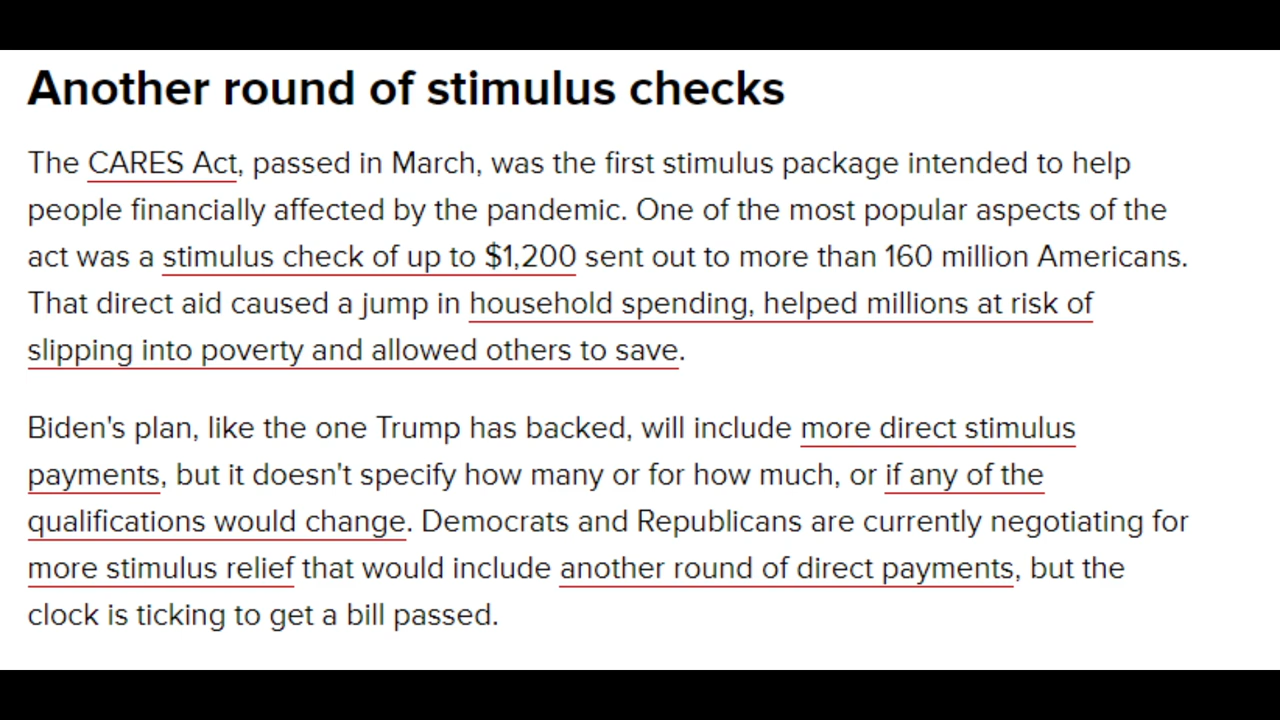 Another round of stimulus checks
The CARES Act, passed in March, was the first stimulus package intended to help
people financially affected by the pandemic. One of the most popular aspects of the
act was a stimulus check of up to $1,200 sent out to more than 160 million Americans.
That direct aid caused a jump in household spending, helped millions at risk of
slipping into poverty and allowed others to save.
Biden's plan, like the one Trump has backed, will include more direct stimulus
payments, but it doesn't specify how many or for how much, or if any of the
qualifications would change. Democrats and Republicans are currently negotiating for
more stimulus relief that would include another round of direct payments, but the
clock is ticking to get a bill passed.